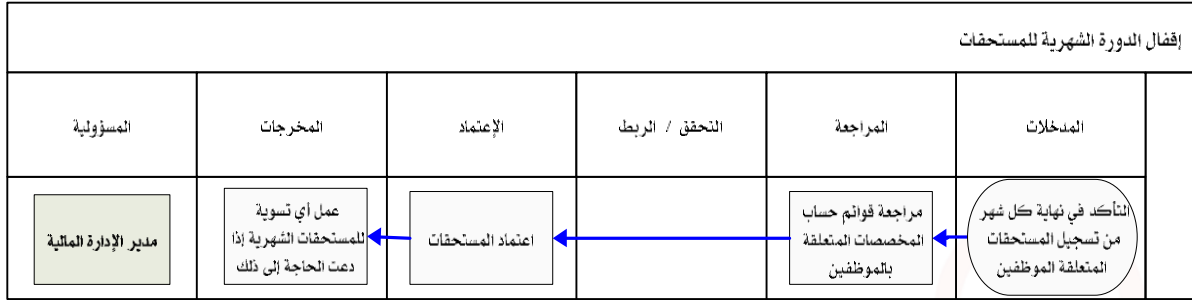 إقفال الدورة الشهرية للمستحقات
المدخلات
المراجعة
التحقق / الربط
الإعتماد
المخرجات
المسؤولية
التأكد في نهاية كل شهر
من تسجيل المستحقات
المتعلقة الموظفين
مراجعة قوائم حساب
المخصصات المتعلقة
بالموظفين
اعتماد المستحقات
عمل أي تسوية
للمستحقات الشهرية إذا
دعت الحاجة إلى ذلك
مدير الإدارة المالية